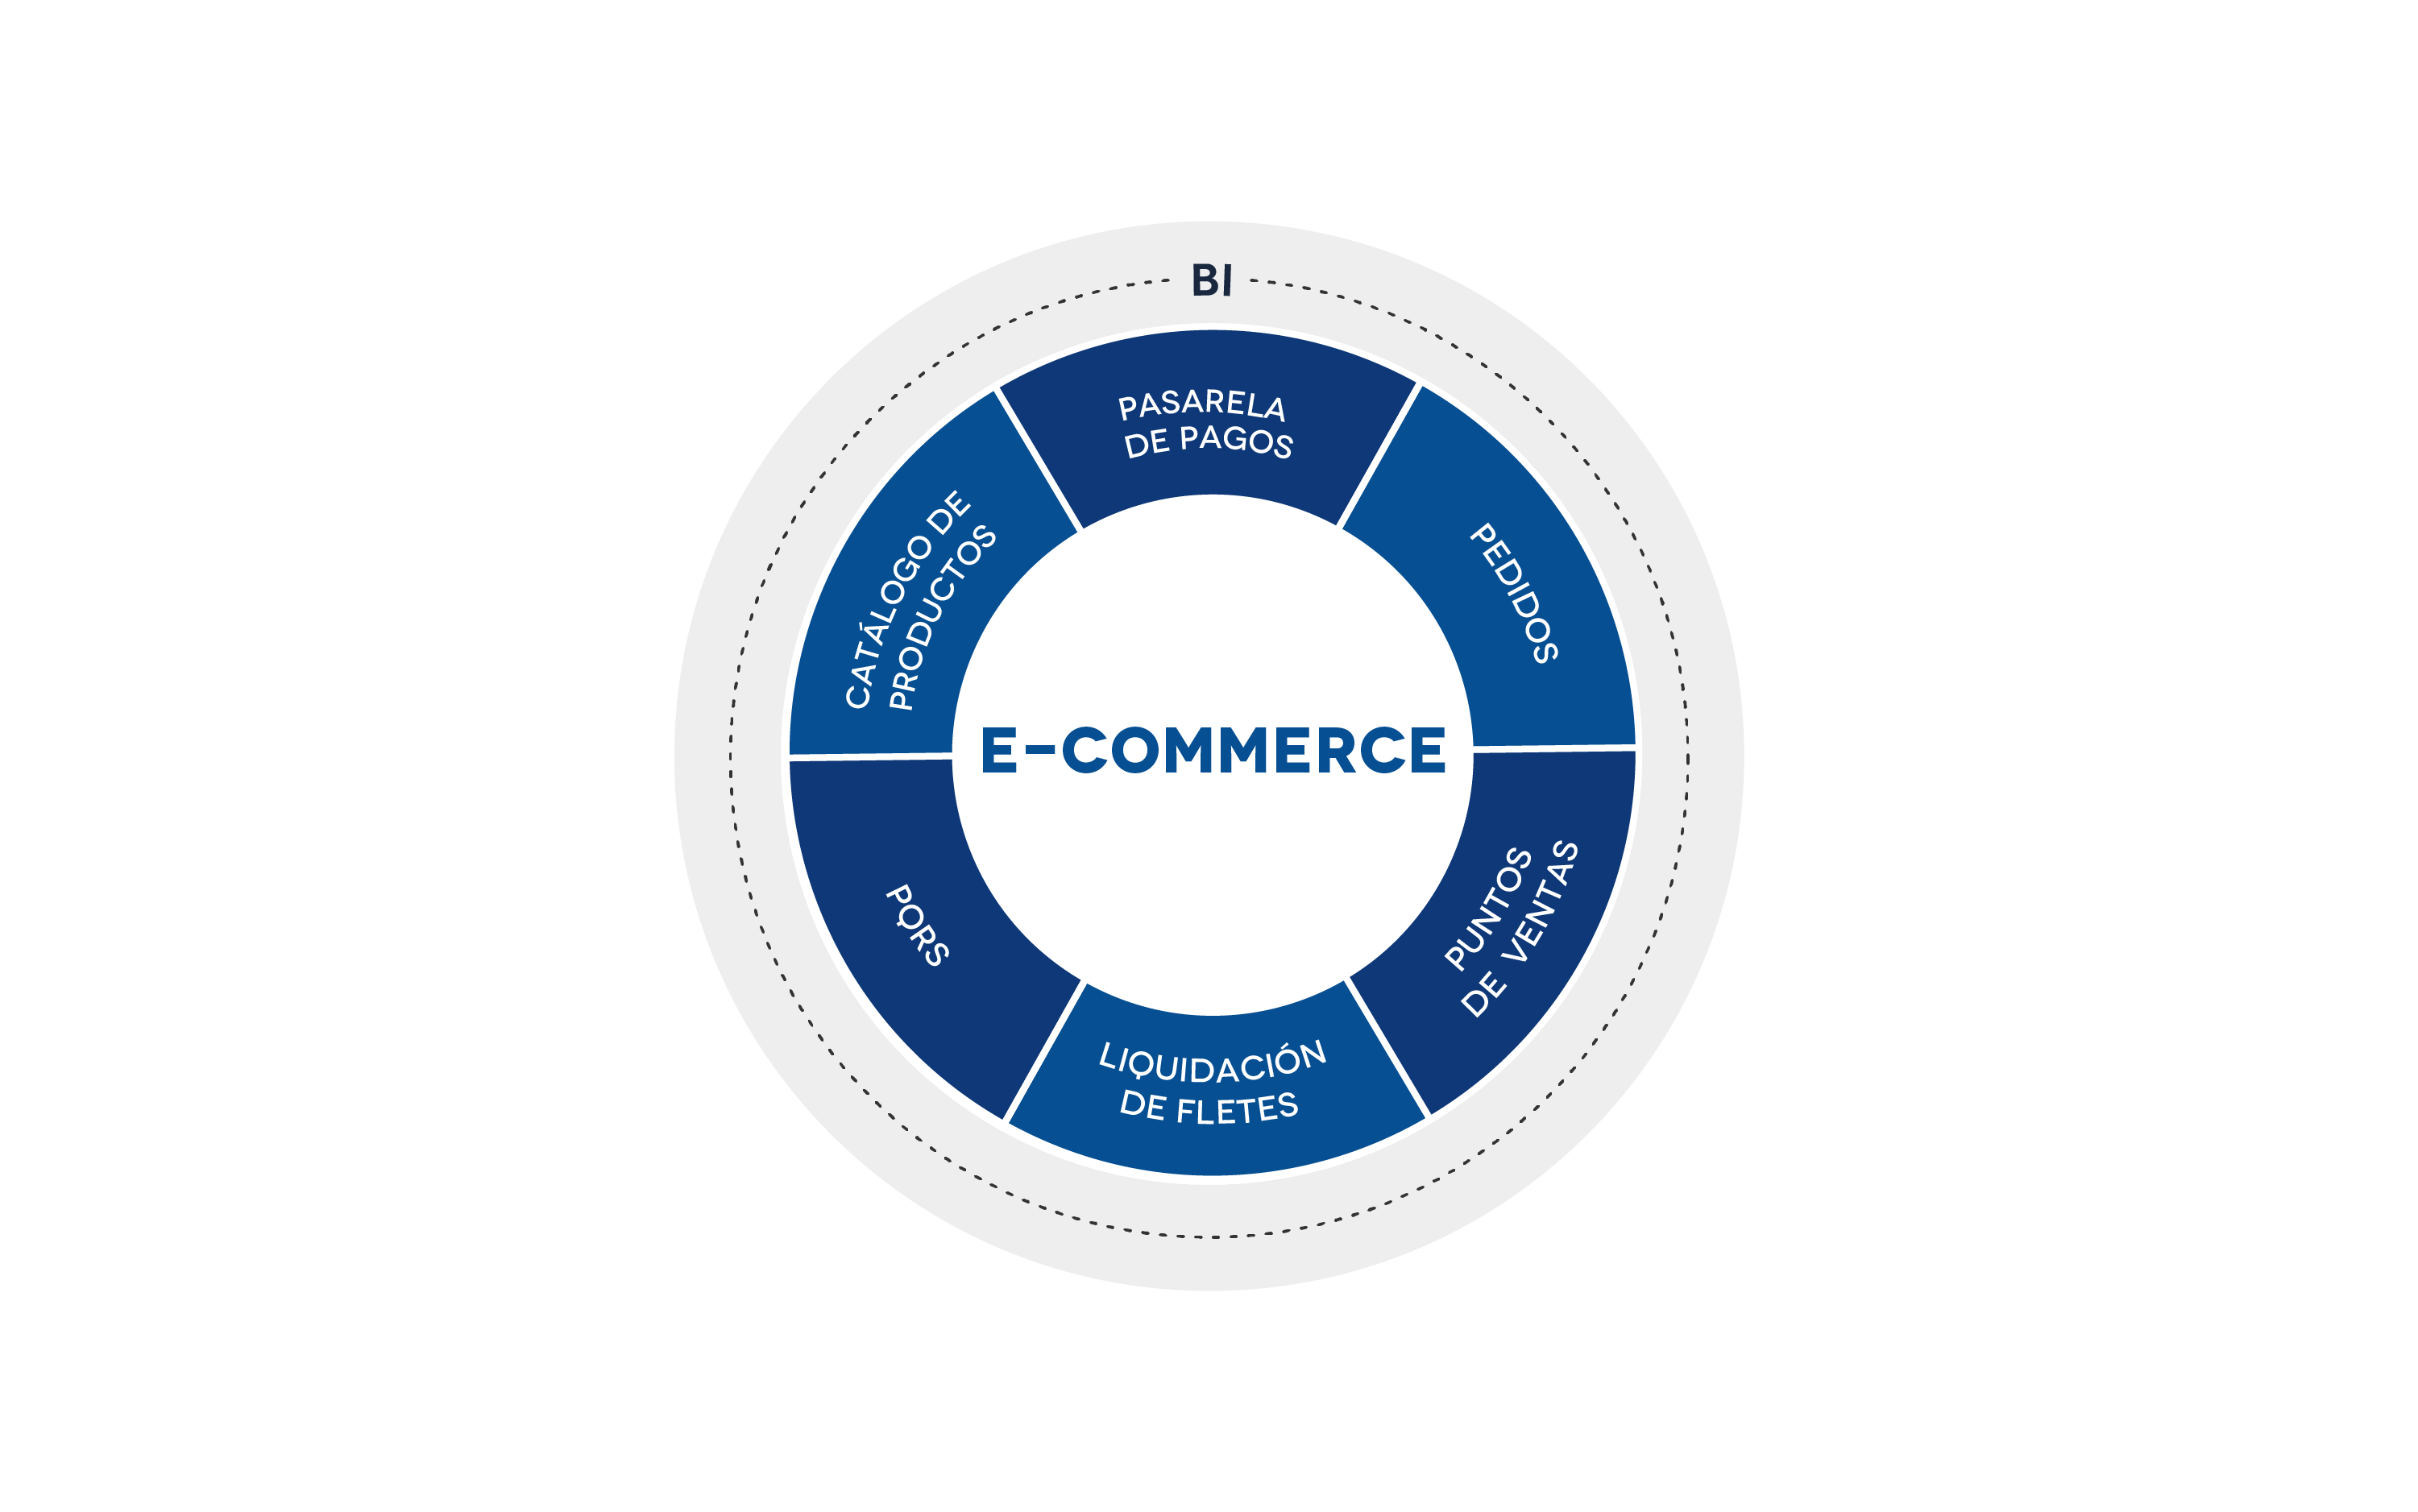 BI
PASARELA
DE PAGOS
PEDIDOS
PUNTOS
DE VENTAS
LIQUIDACIÓN
DE FLETES
PQRS
CATÁLOGO DE
PRODUCTOS
E-COMMERCE